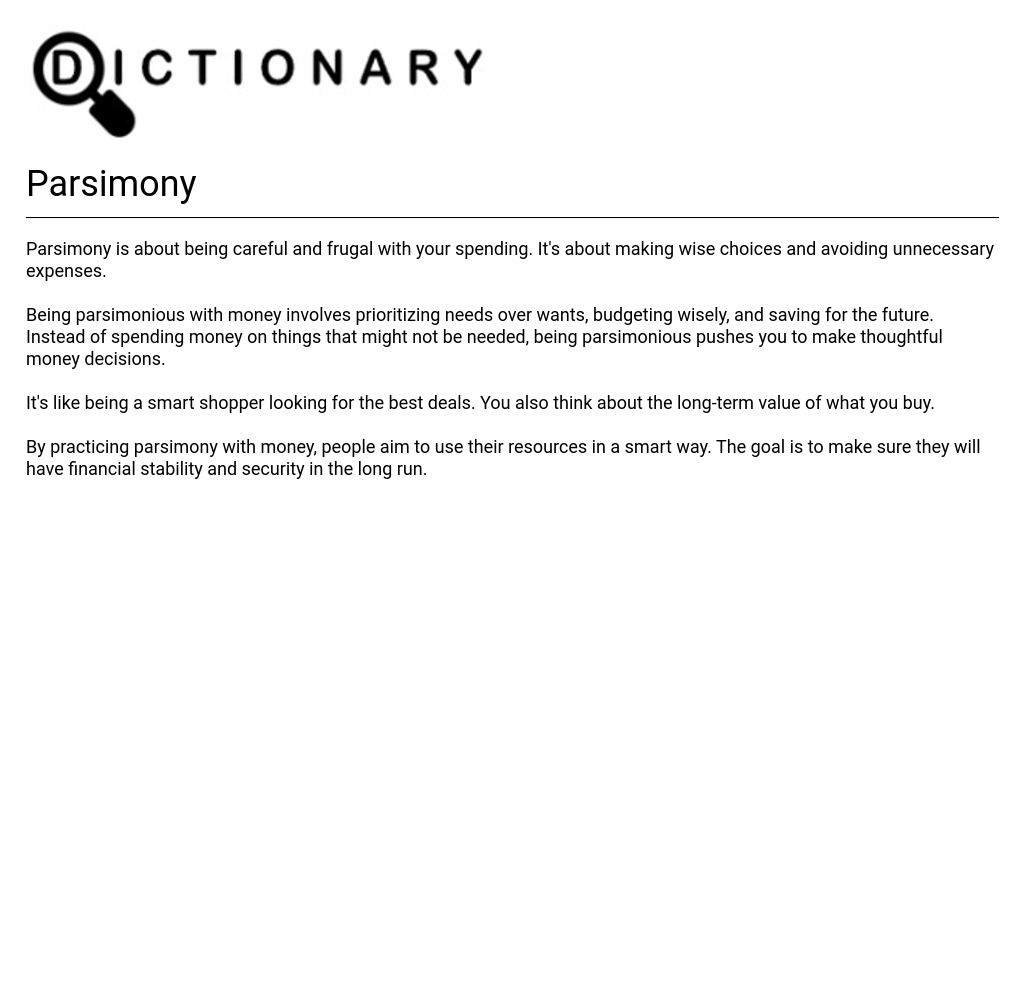 DICTIONARY
Parsimony
Parsimony is about being careful and frugal with your spending. It's about making wise choices and avoiding unnecessary
expenses.
Being parsimonious with money involves prioritizing needs over wants, budgeting wisely, and saving for the future.
Instead of spending money on things that might not be needed, being parsimonious pushes you to make thoughtful
money decisions.
It's like being a smart shopper looking for the best deals. You also think about the long-term value of what you buy.
By practicing parsimony with money, people aim to use their resources in a smart way. The goal is to make sure they will
have financial stability and security in the long run.